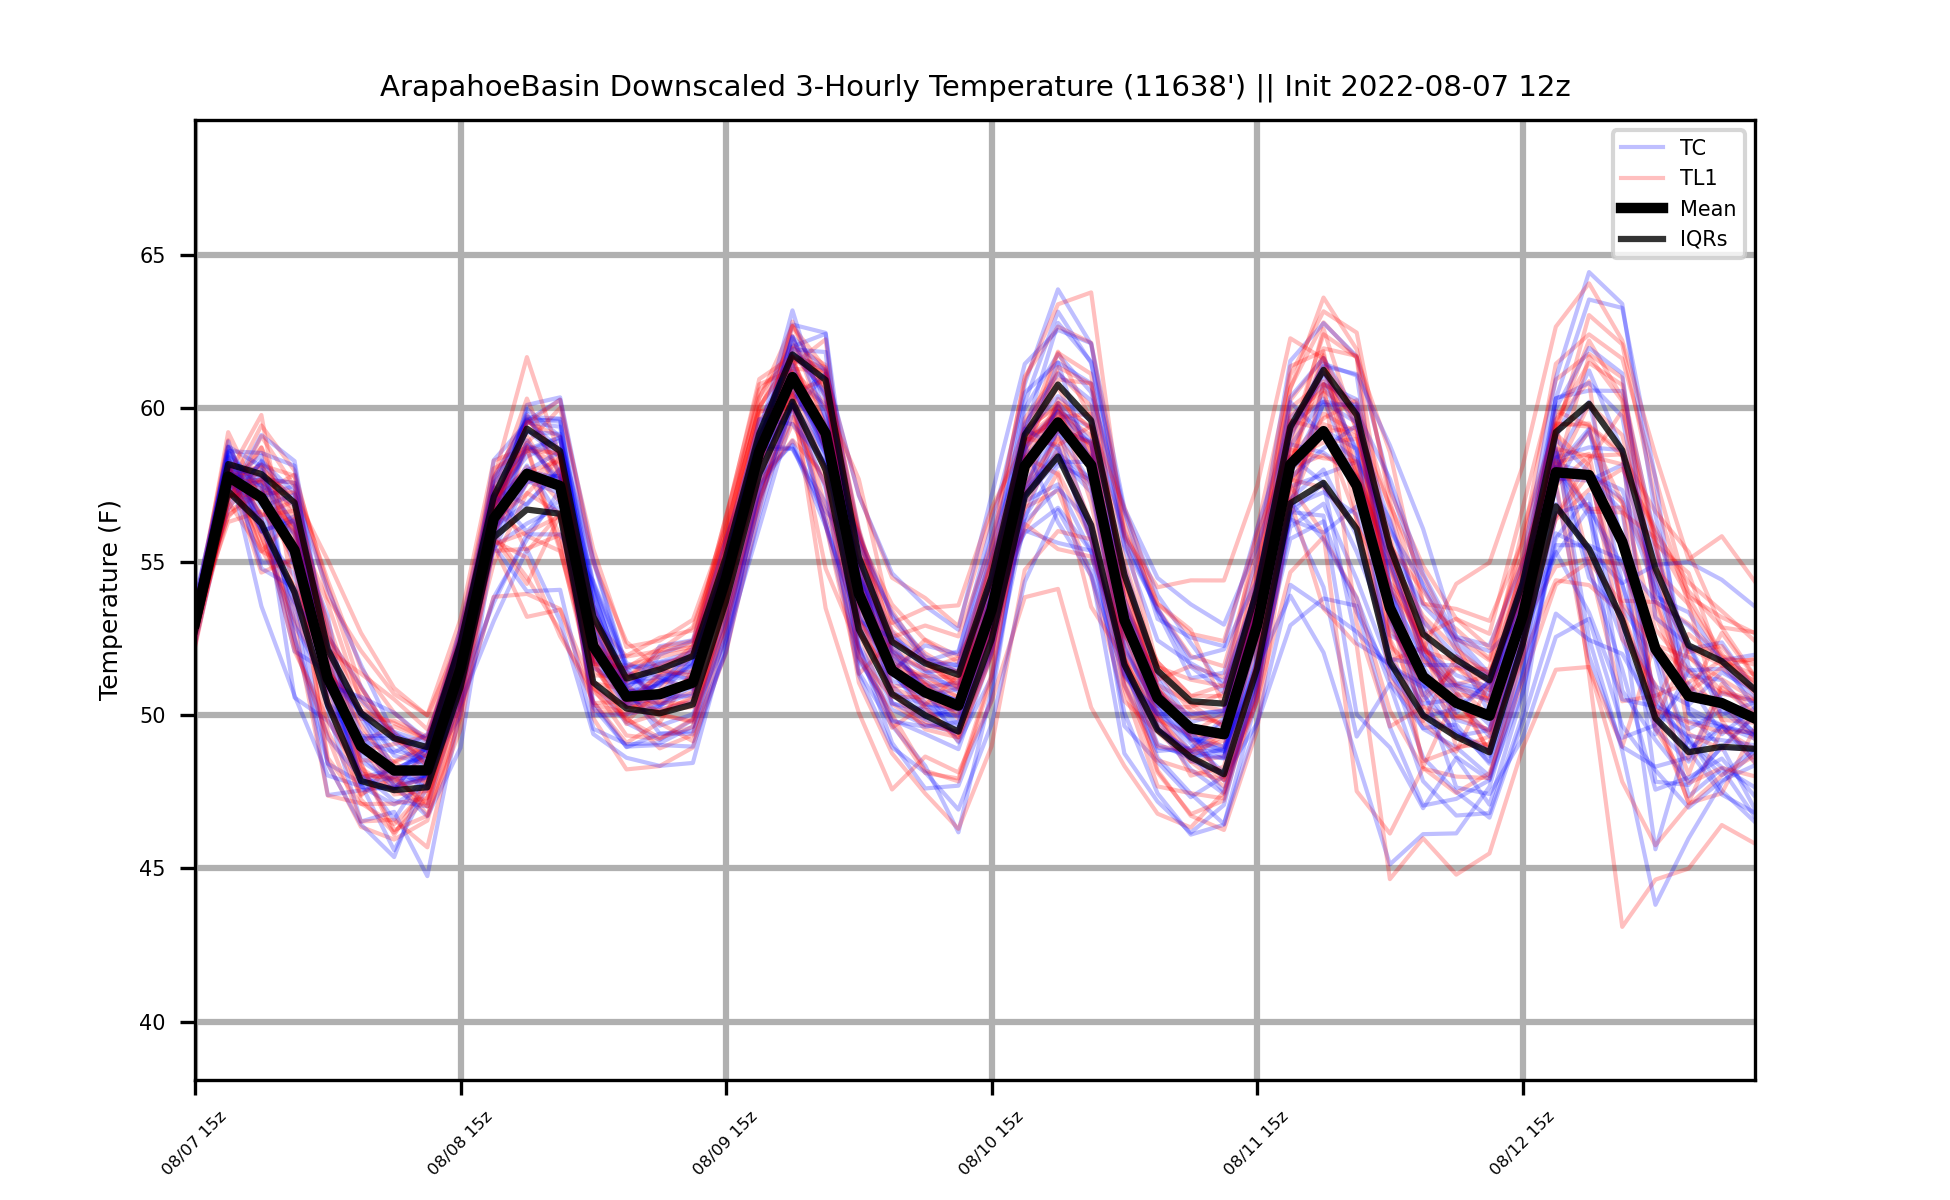 ArapahoeBasin Downscaled 3-Hourly Temperature (11638') || Init 2022-08-07 12z
TC
TL1
Mean
IQRs
Temperature (F)
65
60
55
50
45
40
08/07 15z
08/08 15z
08/09 15z
08/10 15z
08/11 15z
08/12 15z